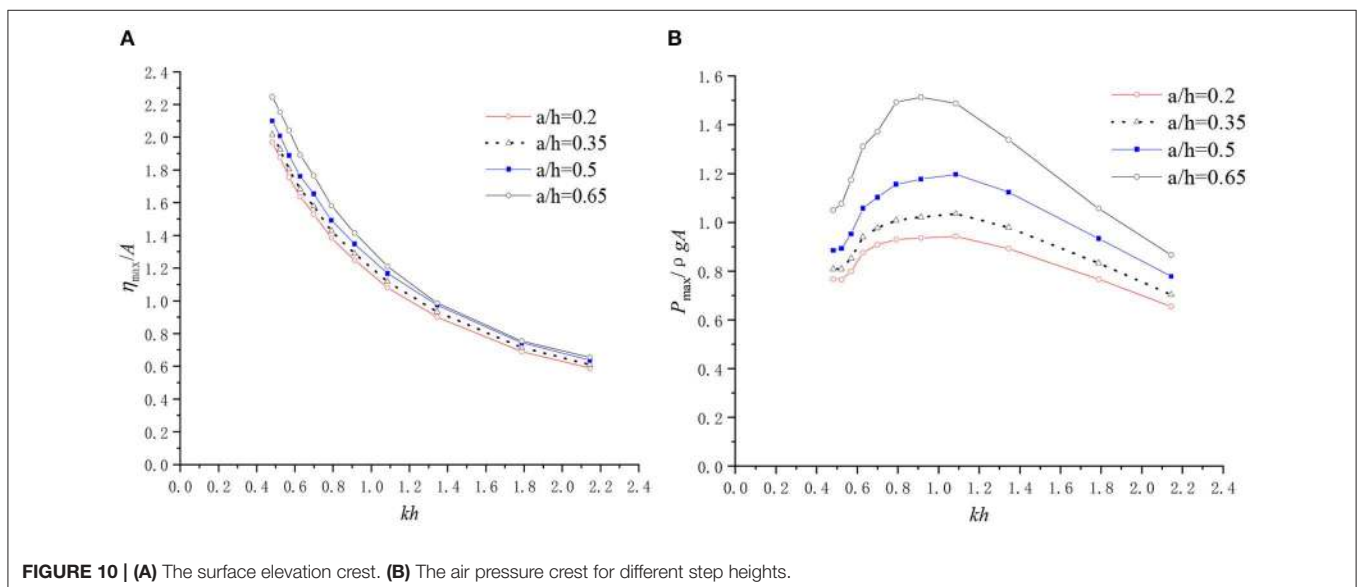 A
2.4
2.2
2.0
1.8
1.6
1.4
1.2
1.0
0.8
0.6
0.4
0.2
0.0
η_max/A
a/h=0.2
a/h=0.35
a/h=0.5
a/h=0.65
0.0 0.2 0.4 0.6 0.8 1.0 1.2 1.4 1.6 1.8 2.0 2.2 2.4
kh
B
1.6
1.4
1.2
1.0
0.8
0.6
0.4
0.2
0.0
P_max/ρ gA
a/h=0.2
a/h=0.35
a/h=0.5
a/h=0.65
0.0 0.2 0.4 0.6 0.8 1.0 1.2 1.4 1.6 1.8 2.0 2.2 2.4
kh
FIGURE 10 | (A) The surface elevation crest. (B) The air pressure crest for different step heights.